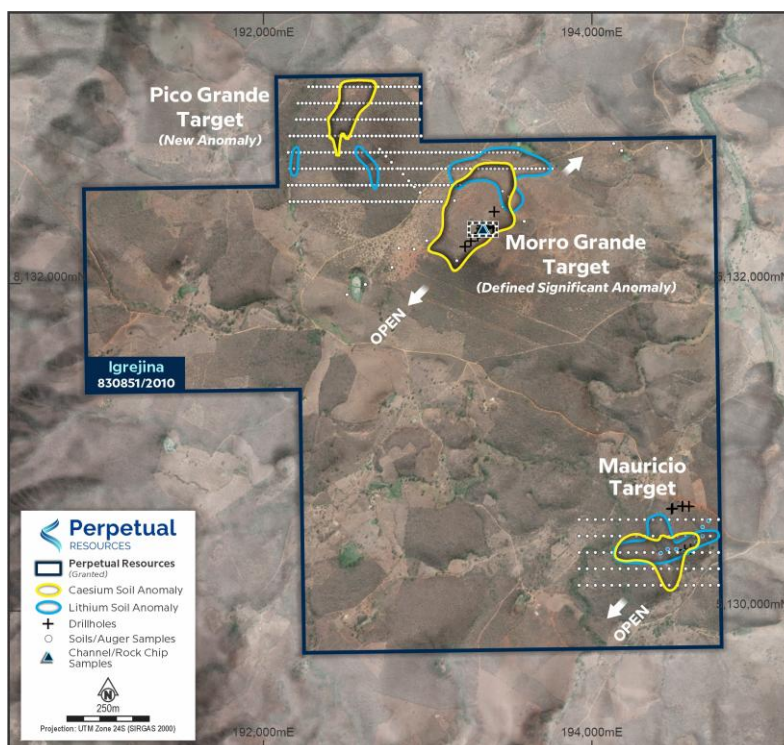 192,000mE
194,000mE
Pico Grande
Target
(New Anomaly)
Morro Grande
Target
(Defined Significant Anomaly)
8,132,000mN
8,132,000mN
OPEN
Igrejina
830851/2010
Mauricio
Target
Perpetual
RESOURCES
Perpetual Resources
(Granted)
Caesium Soil Anomaly
Lithium Soil Anomaly
Drillholes
Soils/Auger Samples
Channel/Rock Chip
Samples
N
250m
Projection: UTM Zone 24S (SIRGAS 2000)
8,130,000mN
OPEN
192,000mE
194,000mE